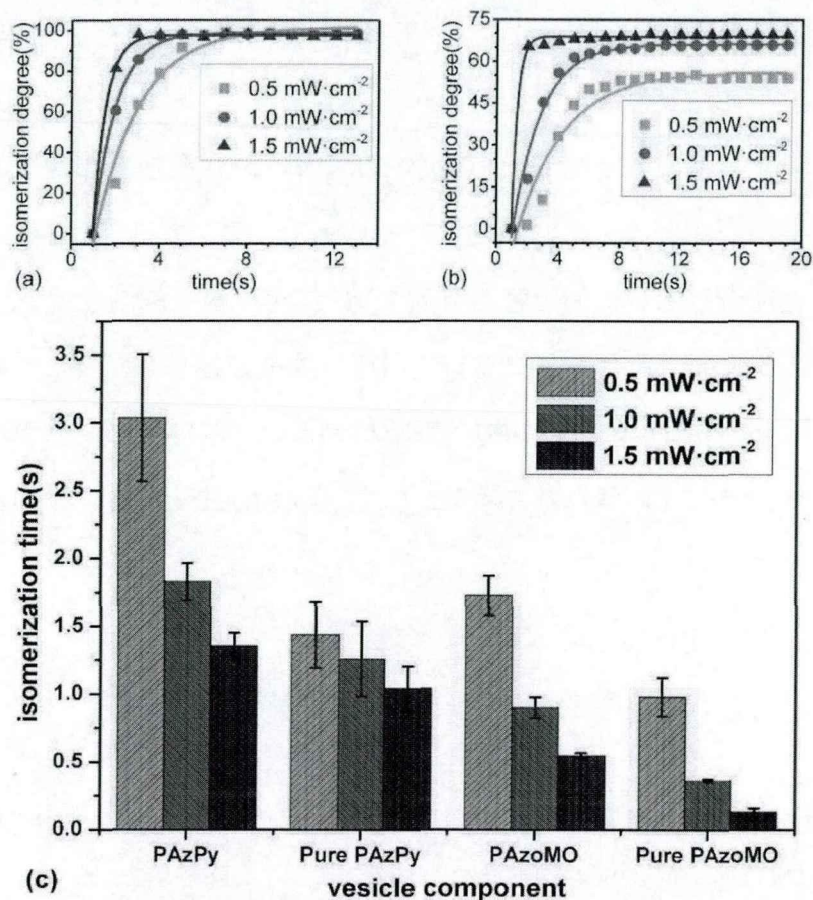 isomerization degree(%)
100
80
60
40
20
0
0.5 mW·cm-2
1.0 mW·cm-2
1.5 mW·cm-2
0 4 8 12
(a) time(s)
isomerization degree(%)
75
60
45
30
15
0
0.5 mW·cm-2
1.0 mW·cm-2
1.5 mW·cm-2
0 4 8 12 16 20
(b) time(s)
isomerization time(s)
3.5
3.0
2.5
2.0
1.5
1.0
0.5
0.0
0.5 mW·cm-2
1.0 mW·cm-2
1.5 mW·cm-2
PAzPy Pure PAzPy PAzoMO Pure PAzoMO
(c) vesicle component